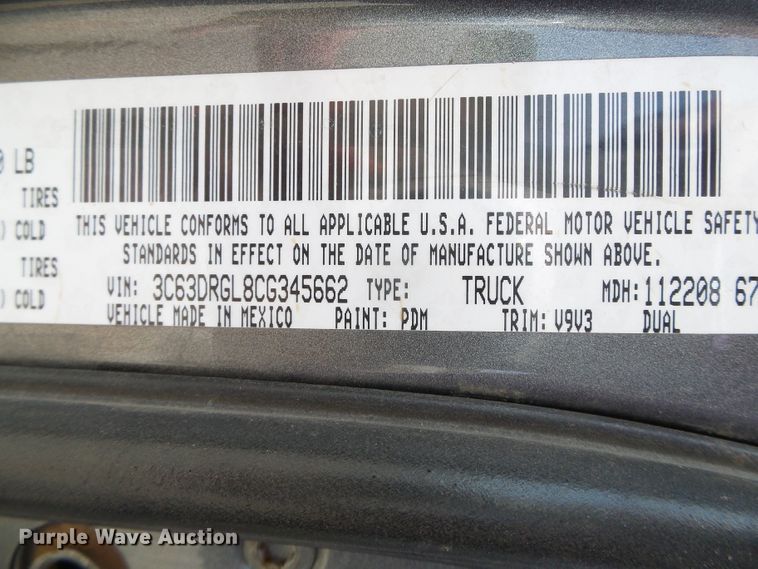 LB
TIRES
) COLD
TIRES
) COLD
THIS VEHICLE CONFORMS TO ALL APPLICABLE U.S.A. FEDERAL MOTOR VEHICLE SAFETY
STANDARDS IN EFFECT ON THE DATE OF MANUFACTURE SHOWN ABOVE.
VIN: 3C63DRGL8CG345662 TYPE: TRUCK MDH: 112208 67
VEHICLE MADE IN MEXICO PAINT: PDM TRIM: V9V3 DUAL
Purple Wave Auction